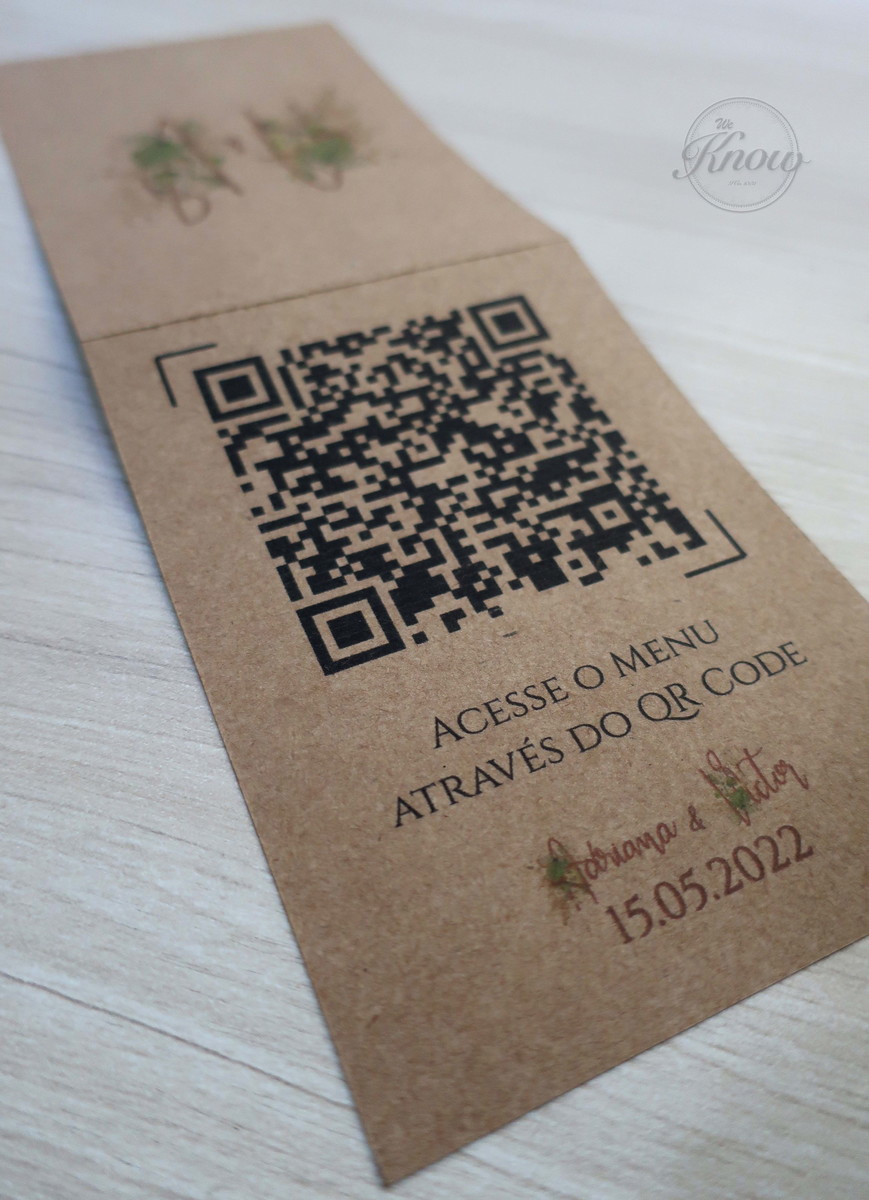 We
Know
ACESSE O MENU
ATRAVÉS DO QR CODE
Adriana & Victor
15.05.2022